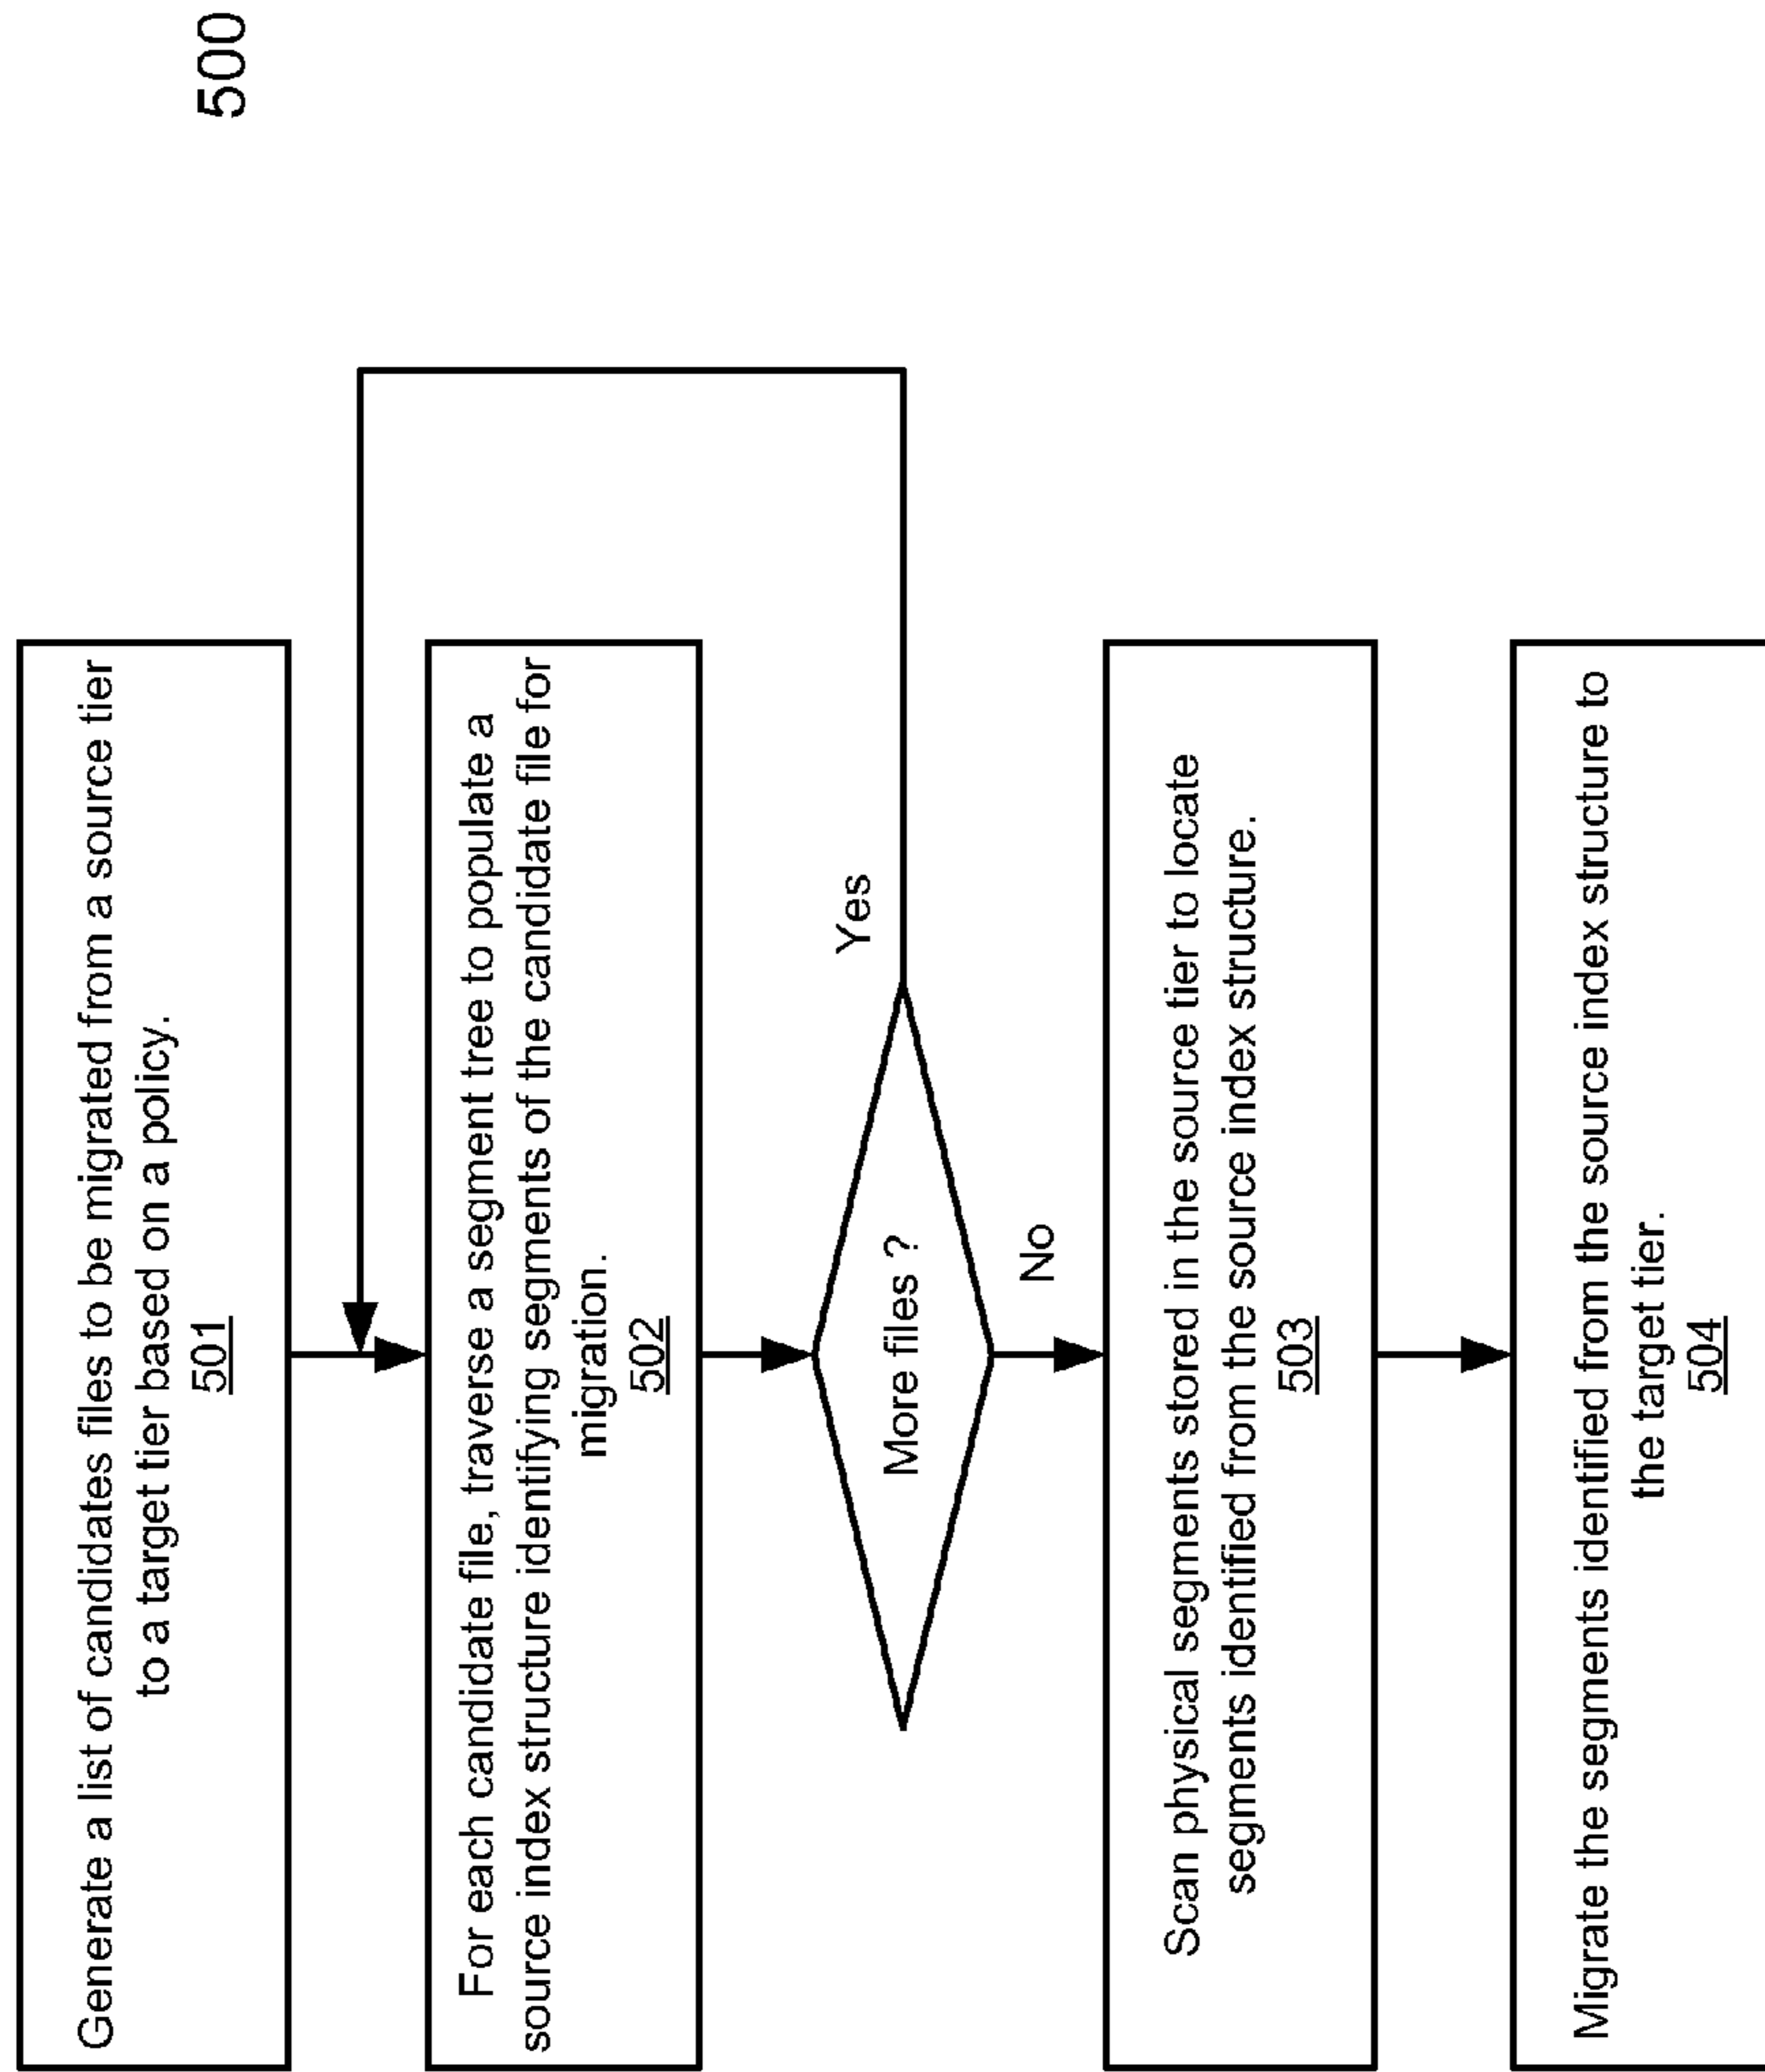 500
Generate a list of candidates files to be migrated from a source tier
to a target tier based on a policy.
501
For each candidate file, traverse a segment tree to populate a
source index structure identifying segments of the candidate file for
migration.
502
More files ?
Yes
No
Scan physical segments stored in the source tier to locate
segments identified from the source index structure.
503
Migrate the segments identified from the source index structure to
the target tier.
504